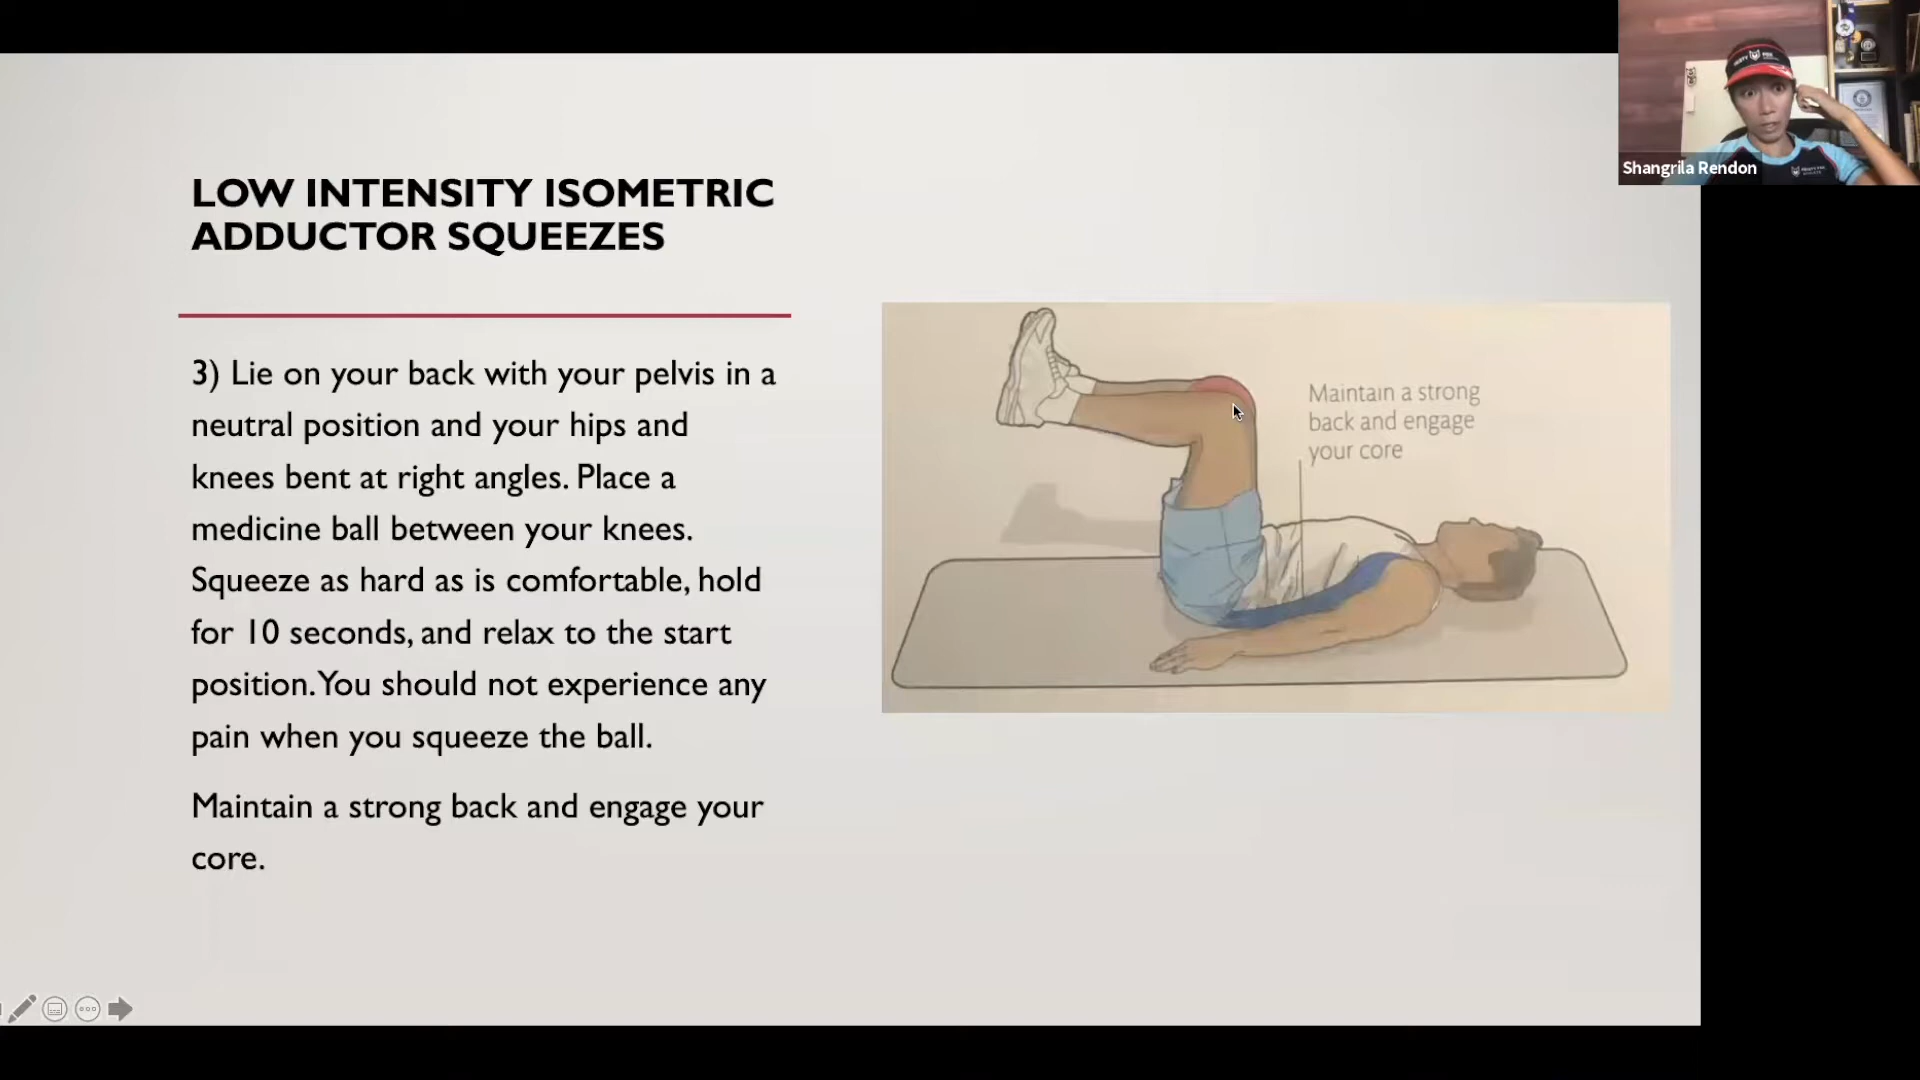 LOW INTENSITY ISOMETRIC
ADDUCTOR SQUEEZES
3) Lie on your back with your pelvis in a
neutral position and your hips and
knees bent at right angles. Place a
medicine ball between your knees.
Squeeze as hard as is comfortable, hold
for 10 seconds, and relax to the start
position. You should not experience any
pain when you squeeze the ball.
Maintain a strong back and engage your
core.
Maintain a strong
back and engage
your core
Shangrila Rendon